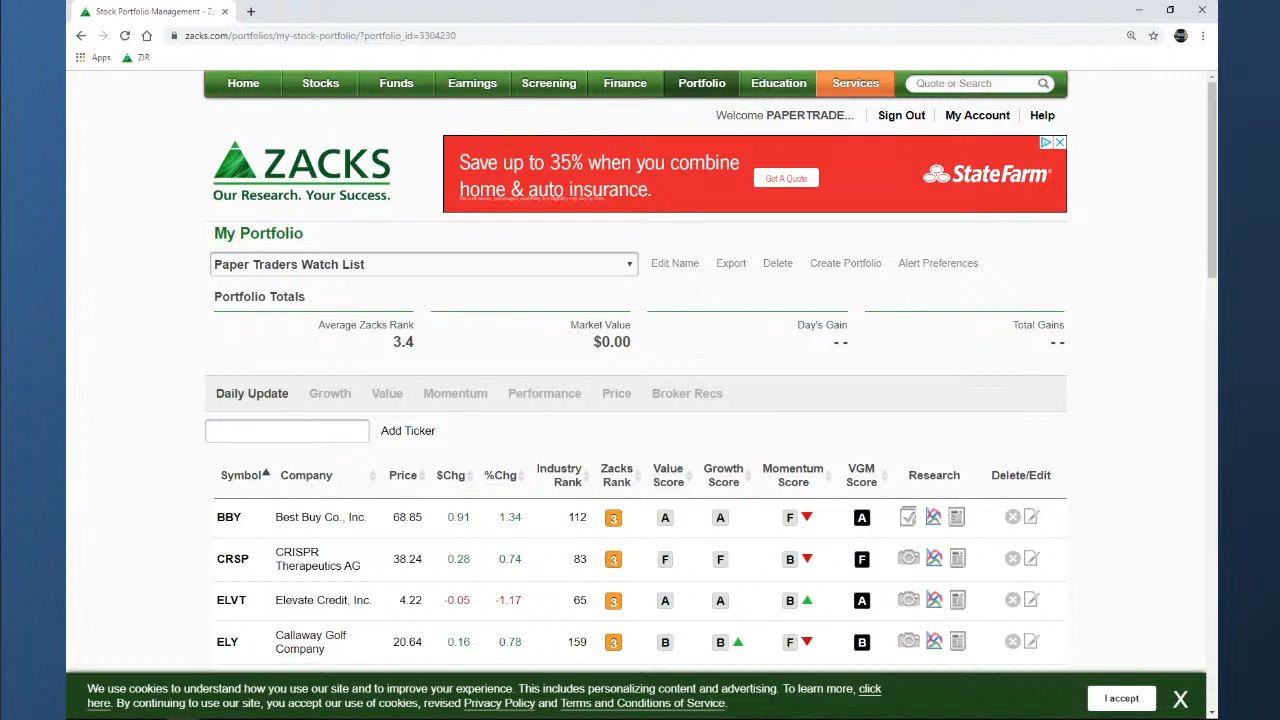 Stock Portfolio Management - Z
zacks.com/portfolios/my-stock-portfolio/?portfolio_id=3304230
Apps ZIR
Home Stocks Funds Earnings Screening Finance Portfolio Education Services Quote or Search
Welcome PAPERTRADE... Sign Out My Account Help
ZACKS
Our Research. Your Success.
Save up to 35% when you combine
home & auto insurance.
Get A Quote
StateFarm
My Portfolio
Paper Traders Watch List Edit Name Export Delete Create Portfolio Alert Preferences
Portfolio Totals
Average Zacks Rank Market Value Day's Gain Total Gains
3.4 $0.00 - - - -
Daily Update Growth Value Momentum Performance Price Broker Recs
Add Ticker
Symbol Company Price $Chg %Chg Industry Rank Zacks Rank Value Score Growth Score Momentum Score VGM Score Research Delete/Edit
BBY Best Buy Co., Inc. 68.85 0.91 1.34 112 3 A A F A
CRSP CRISPR Therapeutics AG 38.24 0.28 0.74 83 3 F F B F
ELVT Elevate Credit, Inc. 4.22 -0.05 -1.17 65 3 A A B A
ELY Callaway Golf Company 20.64 0.16 0.78 159 3 B B F B
We use cookies to understand how you use our site and to improve your experience. This includes personalizing content and advertising. To learn more, click
here. By continuing to use our site, you accept our use of cookies, revised Privacy Policy and Terms and Conditions of Service.
I accept X